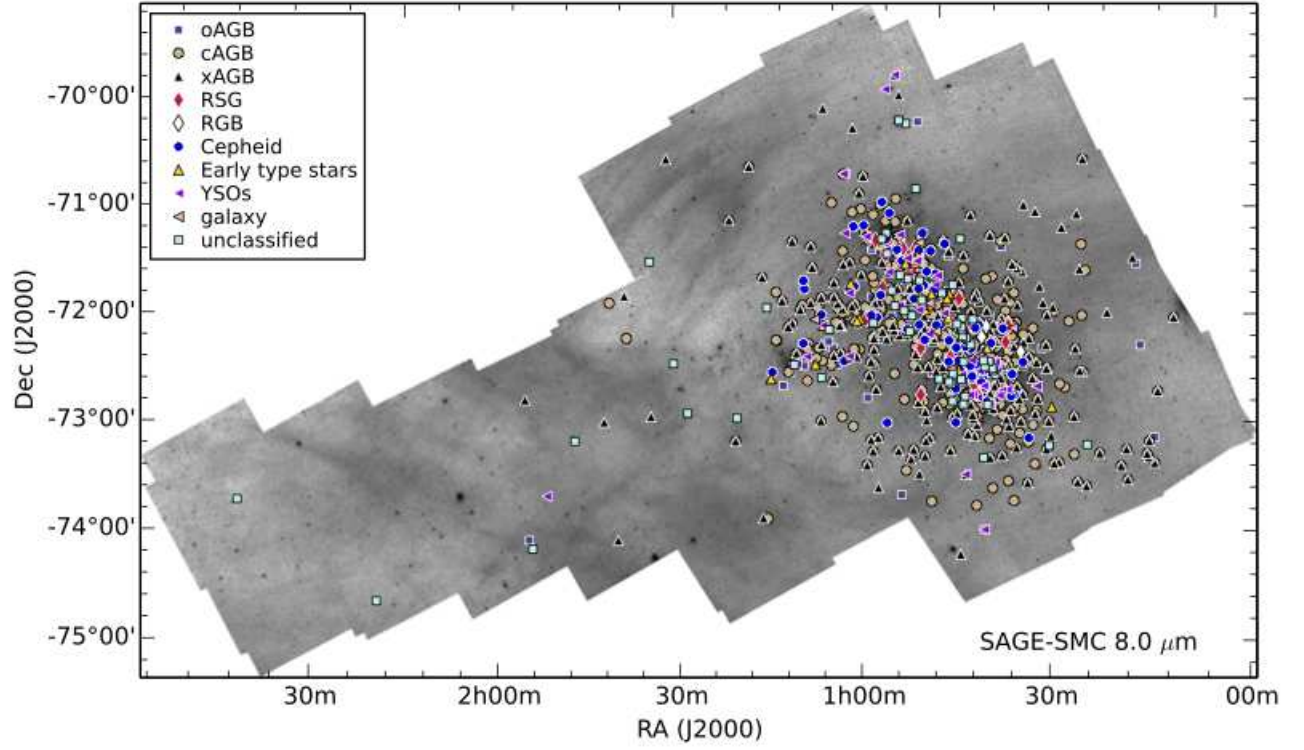 oAGB
cAGB
xAGB
RSG
RGB
Cepheid
Early type stars
YSOs
galaxy
unclassified
-70°00'
-71°00'
-72°00'
-73°00'
-74°00'
-75°00'
Dec (J2000)
SAGE-SMC 8.0 μm
30m 2h00m 30m 1h00m 30m 00m
RA (J2000)